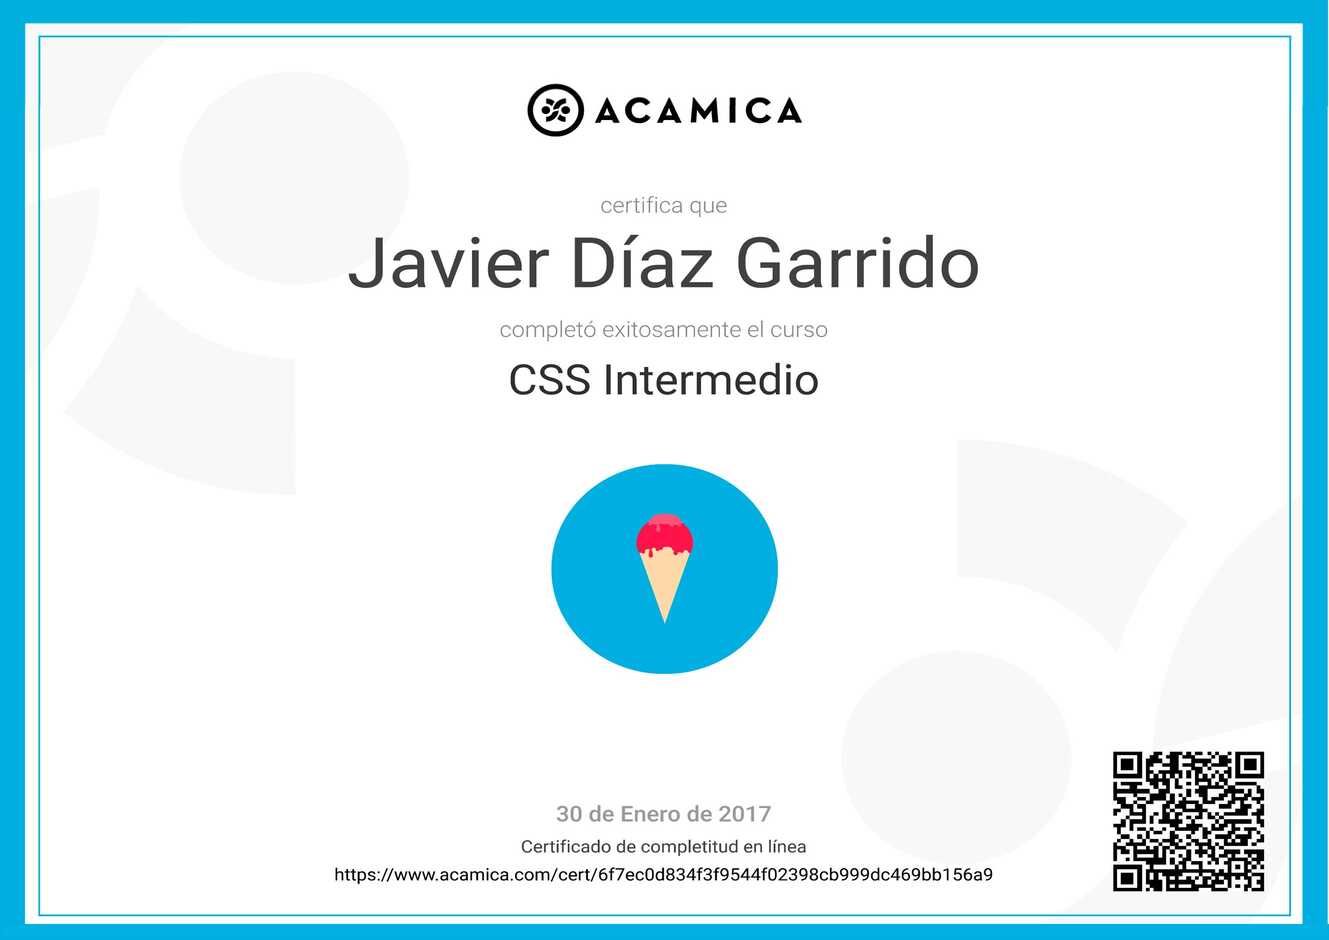 ACAMICA
certifica que
Javier Díaz Garrido
completó exitosamente el curso
CSS Intermedio
30 de Enero de 2017
Certificado de completitud en línea
https://www.acamica.com/cert/6f7ec0d834f3f9544f02398cb999dc469bb156a9